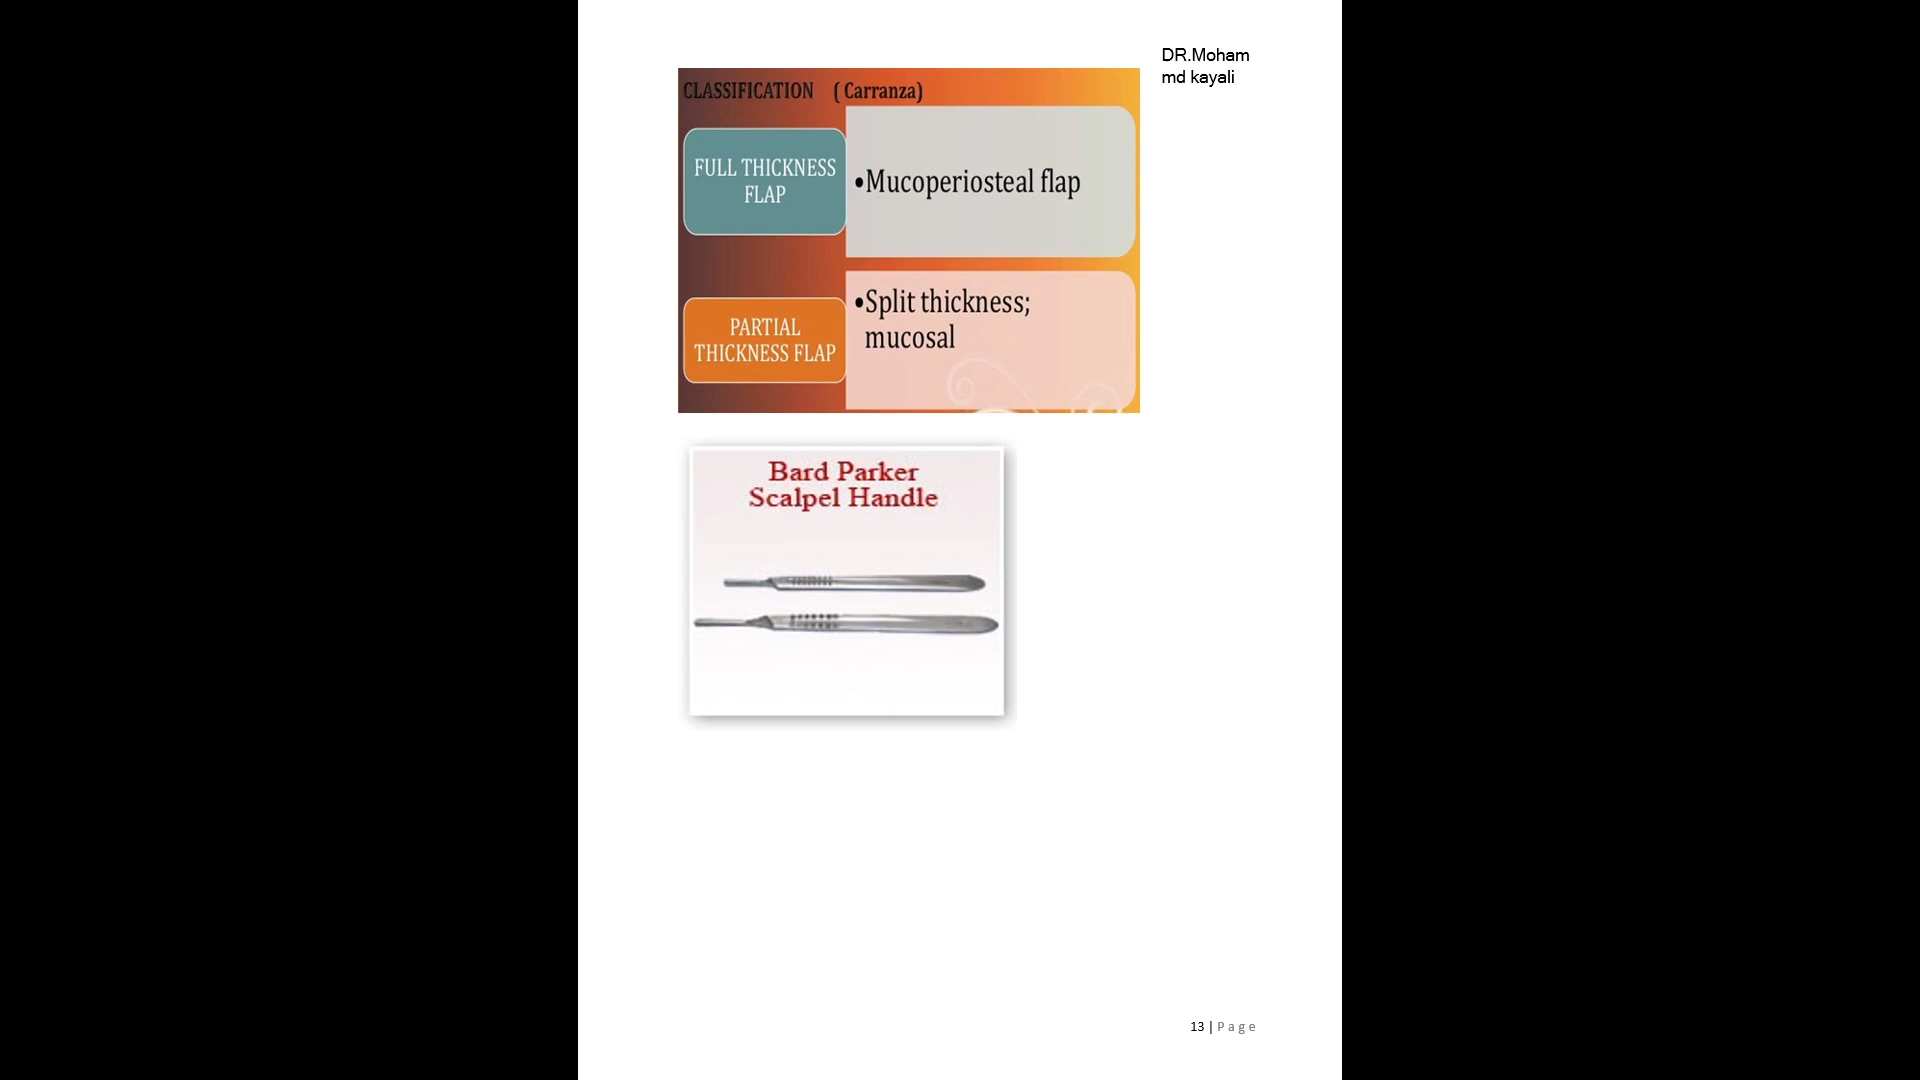 DR.Moham
md kayali
CLASSIFICATION ( Carranza)
FULL THICKNESS
FLAP
•Mucoperiosteal flap
PARTIAL
THICKNESS FLAP
•Split thickness;
mucosal
Bard Parker
Scalpel Handle
13 | Page